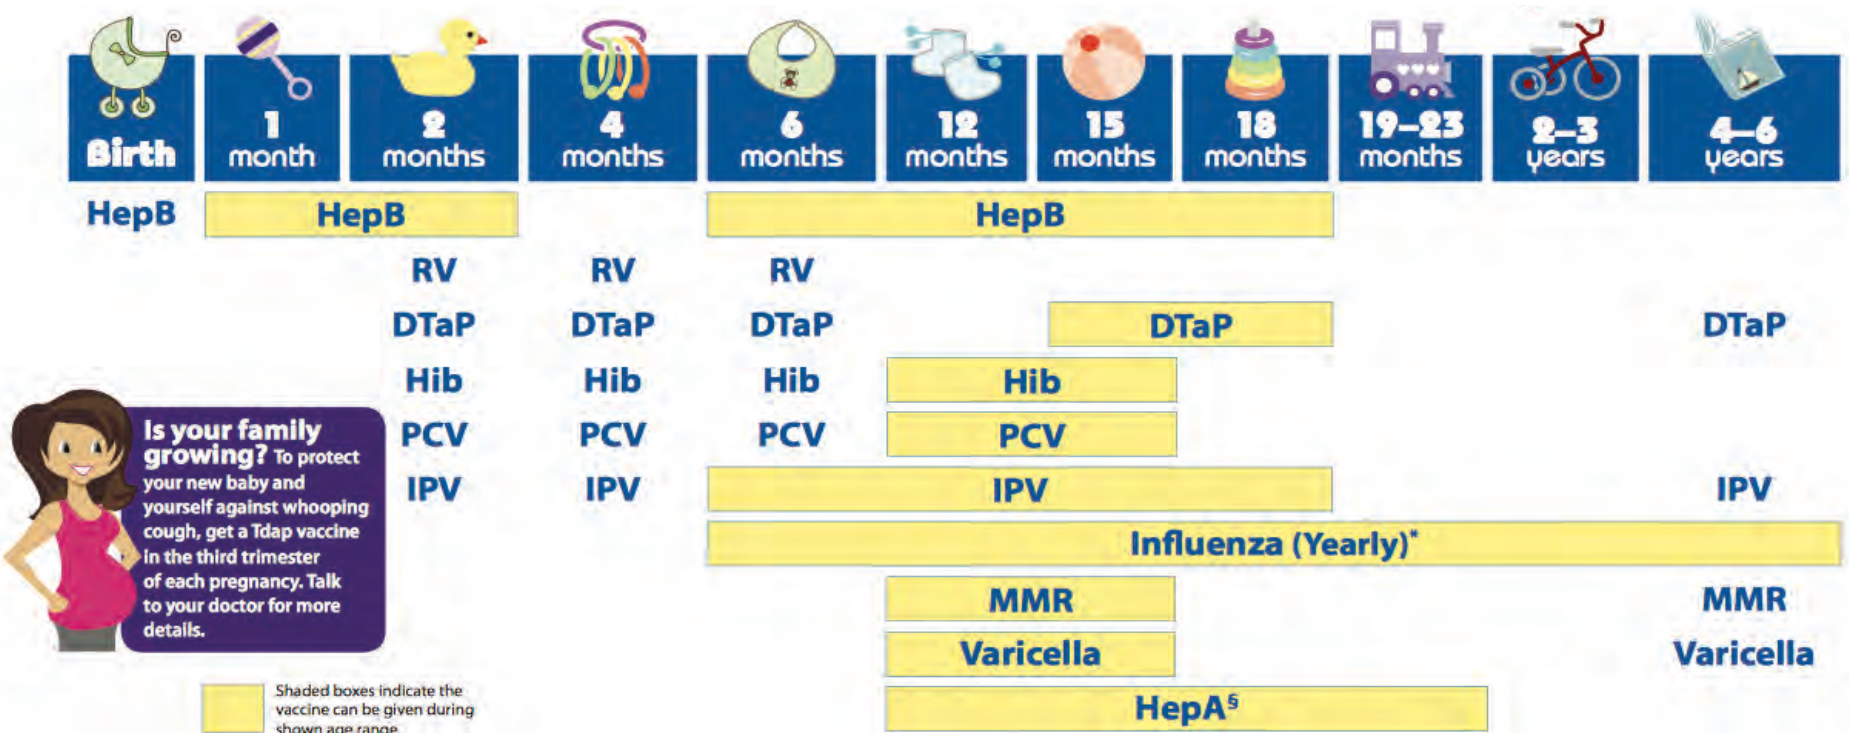 Birth
1
month
2
months
4
months
6
months
12
months
15
months
18
months
19–23
months
2–3
years
4–6
years
HepB HepB HepB
RV RV RV
DTaP DTaP DTaP DTaP DTaP
Hib Hib Hib Hib
PCV PCV PCV PCV
IPV IPV IPV IPV
Influenza (Yearly)*
MMR MMR
Varicella Varicella
HepA§
Is your family
growing? To protect
your new baby and
yourself against whooping
cough, get a Tdap vaccine
in the third trimester
of each pregnancy. Talk
to your doctor for more
details.
Shaded boxes indicate the
vaccine can be given during
shown age range.